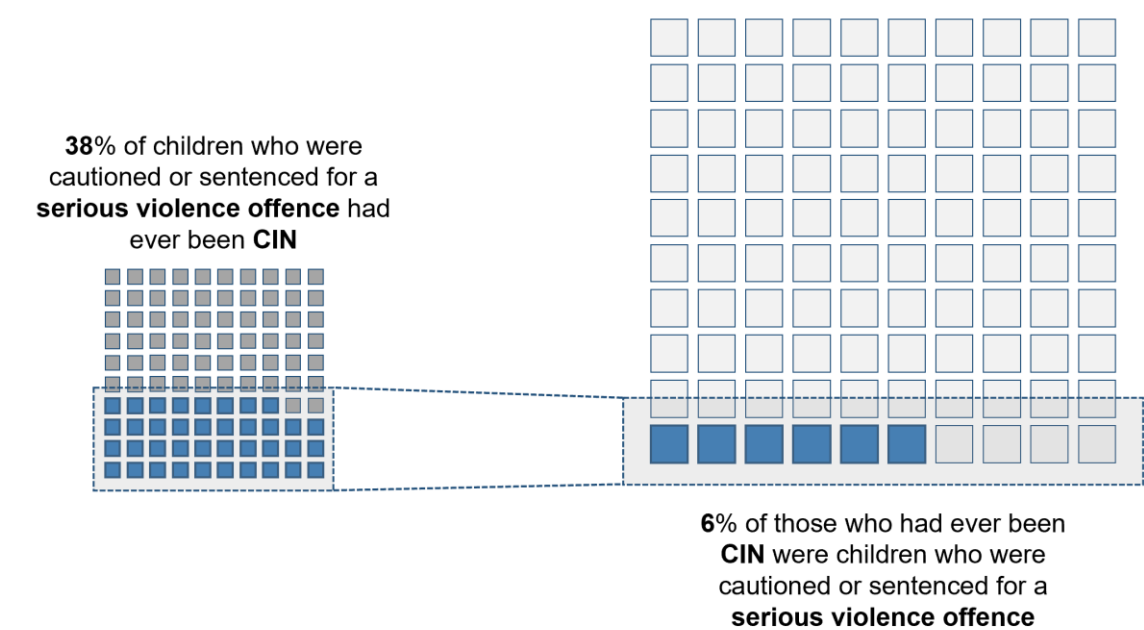 38% of children who were
cautioned or sentenced for a
serious violence offence had
ever been CIN
6% of those who had ever been
CIN were children who were
cautioned or sentenced for a
serious violence offence